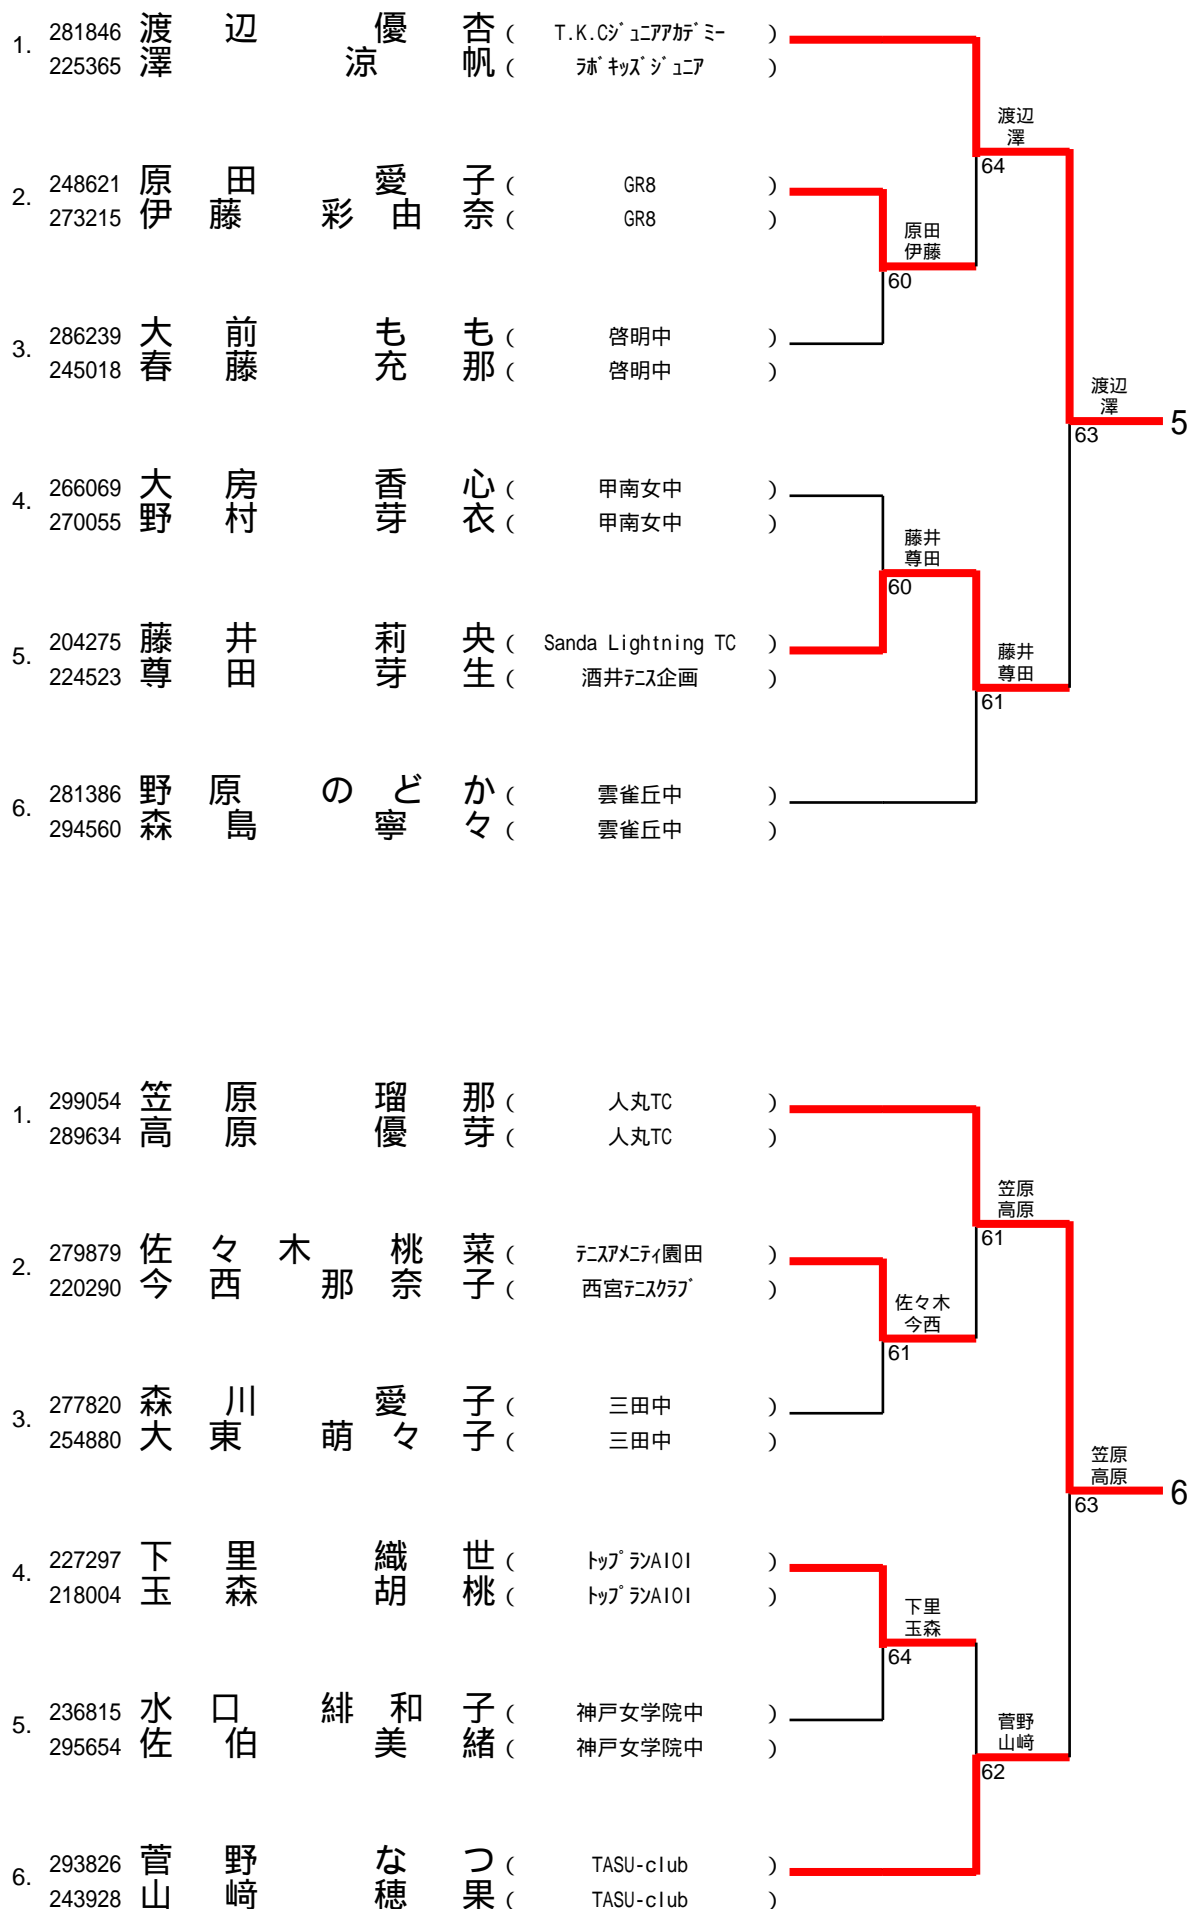 1. 281846 渡辺 優杏 ( T.K.Cｼﾞｭﾆｱｱｶﾃﾞﾐｰ )
225365 澤 涼帆 ( ﾗﾎﾞｷｯｽﾞｼﾞｭﾆｱ )
渡辺
澤
64
2. 248621 原田 愛子 ( GR8 )
273215 伊藤 彩由奈 ( GR8 )
原田
伊藤
60
3. 286239 大前 もも ( 啓明中 )
245018 春藤 充那 ( 啓明中 )
渡辺
澤
63
5
4. 266069 大房 香心 ( 甲南女中 )
270055 野村 芽衣 ( 甲南女中 )
藤井
尊田
60
5. 204275 藤井 莉央 ( Sanda Lightning TC )
224523 尊田 芽生 ( 酒井ﾃﾆｽ企画 )
藤井
尊田
61
6. 281386 野原 のどか ( 雲雀丘中 )
294560 森島 寧々 ( 雲雀丘中 )
1. 299054 笠原 瑠那 ( 人丸TC )
289634 高原 優芽 ( 人丸TC )
笠原
高原
61
2. 279879 佐々木 桃菜 ( ﾃﾆｽｱﾒﾆﾃｨ園田 )
220290 今西 那奈子 ( 西宮ﾃﾆｽｸﾗﾌﾞ )
佐々木
今西
61
3. 277820 森川 愛子 ( 三田中 )
254880 大東 萌々子 ( 三田中 )
笠原
高原
63
6
4. 227297 下里 織世 ( ﾄｯﾌﾟﾗﾝAIOI )
218004 玉森 胡桃 ( ﾄｯﾌﾟﾗﾝAIOI )
下里
玉森
64
5. 236815 水口 緋和子 ( 神戸女学院中 )
295654 佐伯 美緒 ( 神戸女学院中 )
菅野
山﨑
62
6. 293826 菅野 なつ ( TASU-club )
243928 山﨑 穂果 ( TASU-club )